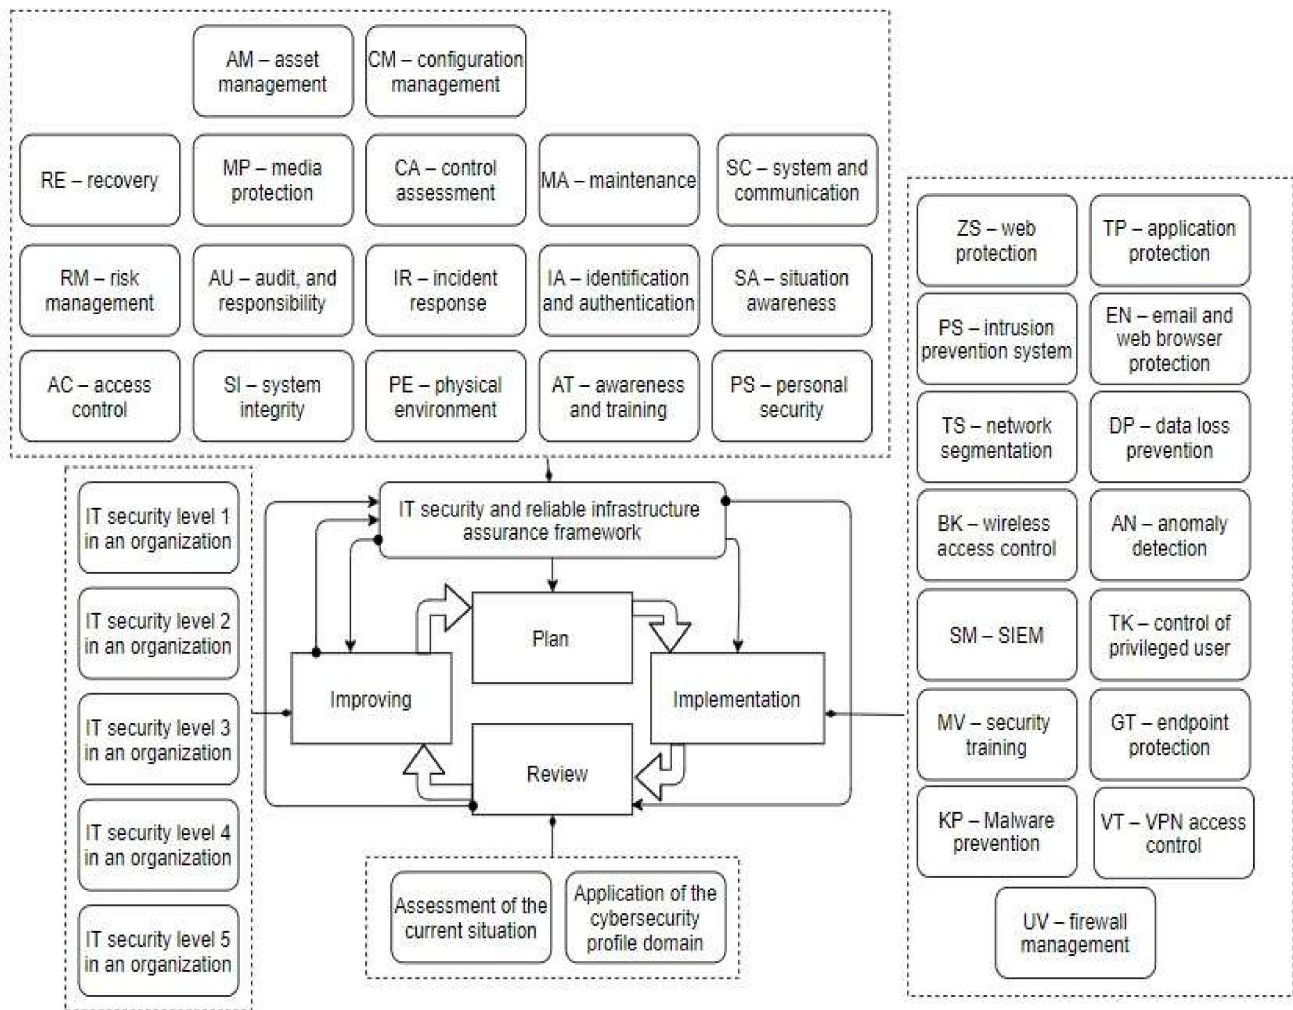 AM – asset
management
CM – configuration
management
RE – recovery
MP – media
protection
CA – control
assessment
MA – maintenance
SC – system and
communication
RM – risk
management
AU – audit, and
responsibility
IR – incident
response
IA – identification
and authentication
SA – situation
awareness
AC – access
control
SI – system
integrity
PE – physical
environment
AT – awareness
and training
PS – personal
security
ZS – web
protection
TP – application
protection
PS – intrusion
prevention system
EN – email and
web browser
protection
TS – network
segmentation
DP – data loss
prevention
BK – wireless
access control
AN – anomaly
detection
SM – SIEM
TK – control of
privileged user
MV – security
training
GT – endpoint
protection
KP – Malware
prevention
VT – VPN access
control
UV – firewall
management
IT security level 1
in an organization
IT security level 2
in an organization
IT security level 3
in an organization
IT security level 4
in an organization
IT security level 5
in an organization
IT security and reliable infrastructure
assurance framework
Plan
Improving
Implementation
Review
Assessment of the
current situation
Application of the
cybersecurity
profile domain